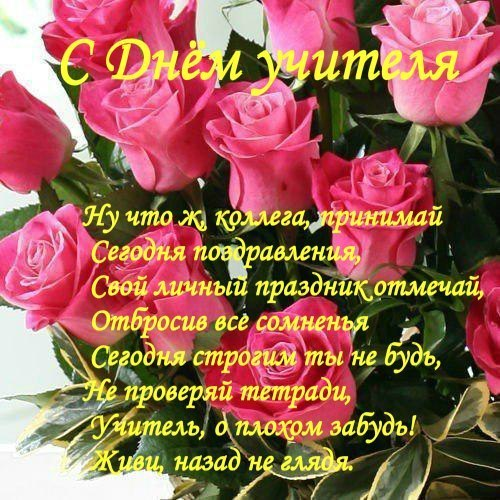 С Днём учителя
Ну что ж, коллега, принимай
Сегодня поздравления,
Свой личный праздник отмечай,
Отбросив все сомненья
Сегодня строгим ты не будь,
Не проверяй тетради,
Учитель, о плохом забудь!
Живи, назад не глядя.